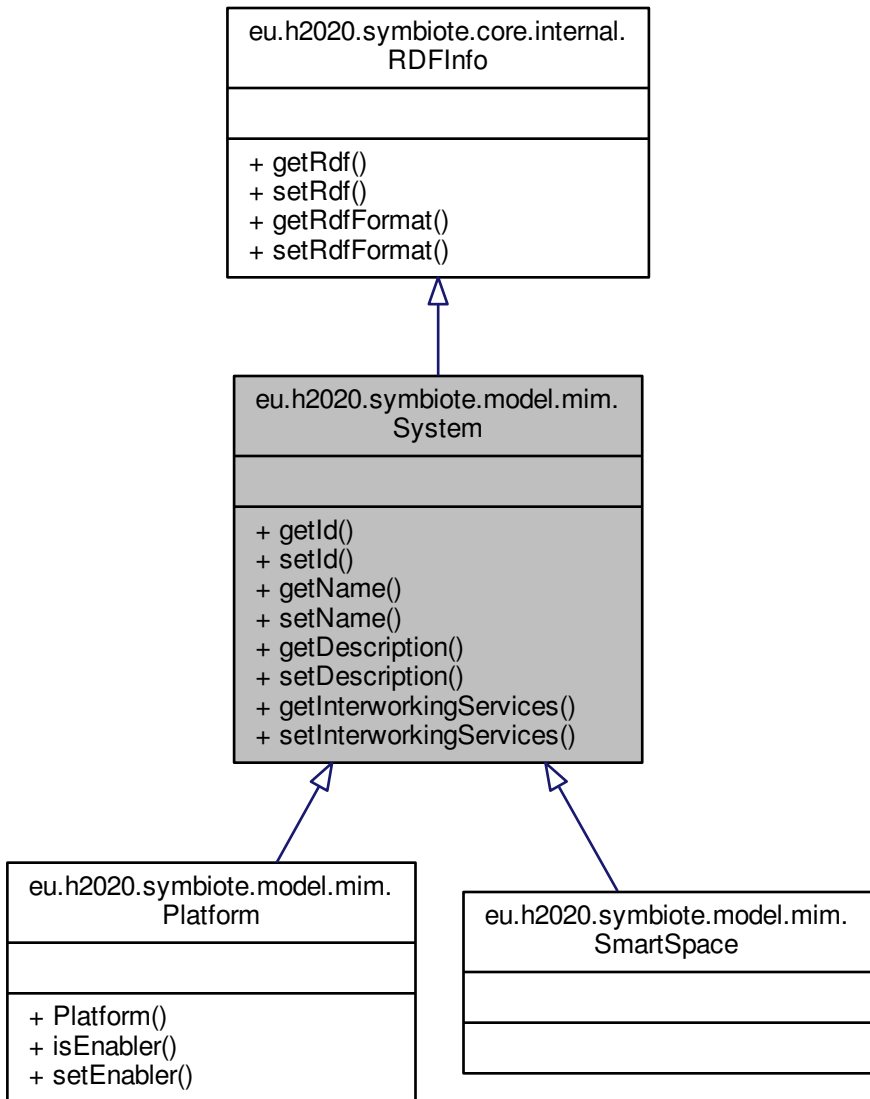 eu.h2020.symbiote.core.internal.
RDFInfo
+ getRdf()
+ setRdf()
+ getRdfFormat()
+ setRdfFormat()
eu.h2020.symbiote.model.mim.
System
+ getId()
+ setId()
+ getName()
+ setName()
+ getDescription()
+ setDescription()
+ getInterworkingServices()
+ setInterworkingServices()
eu.h2020.symbiote.model.mim.
Platform
+ Platform()
+ isEnabler()
+ setEnabler()
eu.h2020.symbiote.model.mim.
SmartSpace